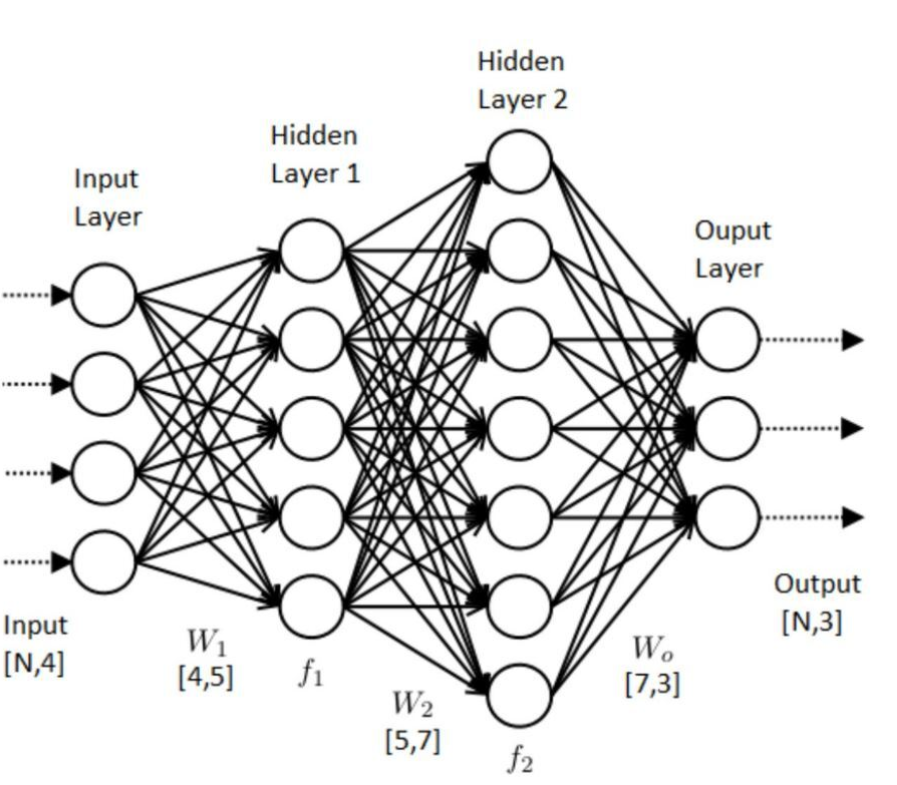 Input
Layer
Hidden
Layer 1
Hidden
Layer 2
Ouput
Layer
Input
[N,4]
W₁
[4,5]
f₁
W₂
[5,7]
f₂
Wₒ
[7,3]
Output
[N,3]